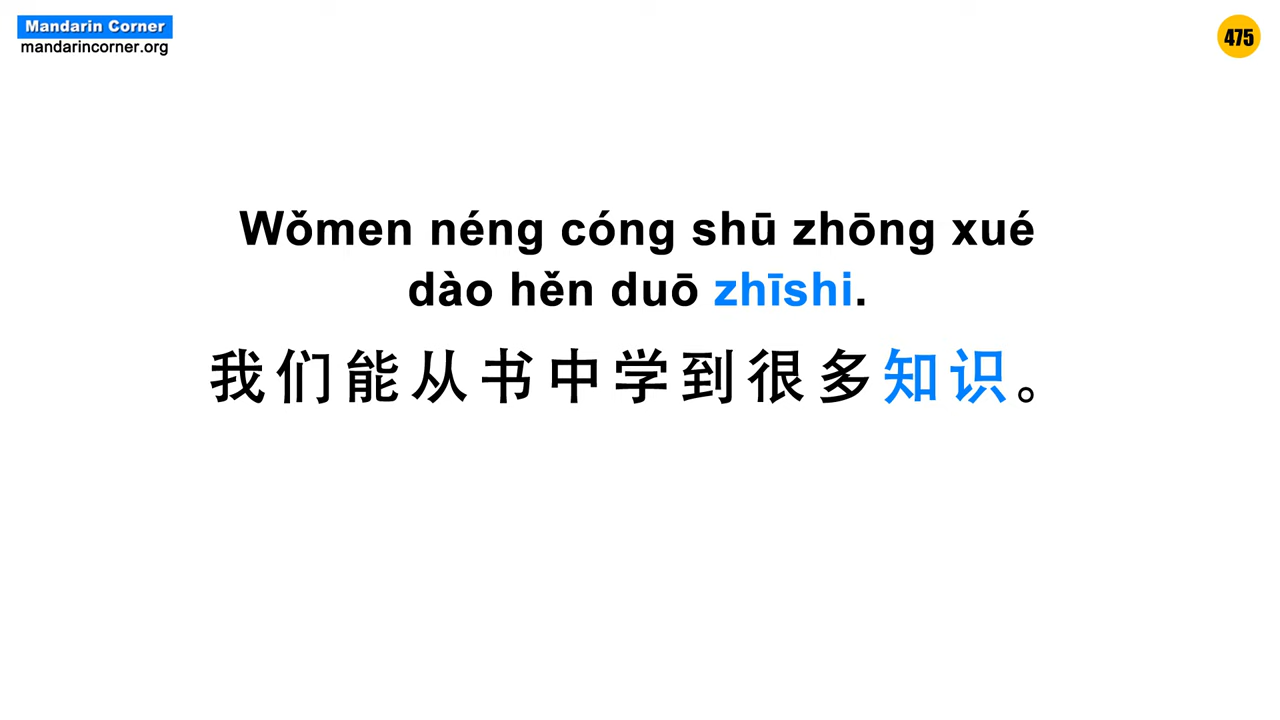 Mandarin Corner
mandarincorner.org
475
Wǒmen néng cóng shū zhōng xué
dào hěn duō zhīshi.
我们能从书中学到很多知识。